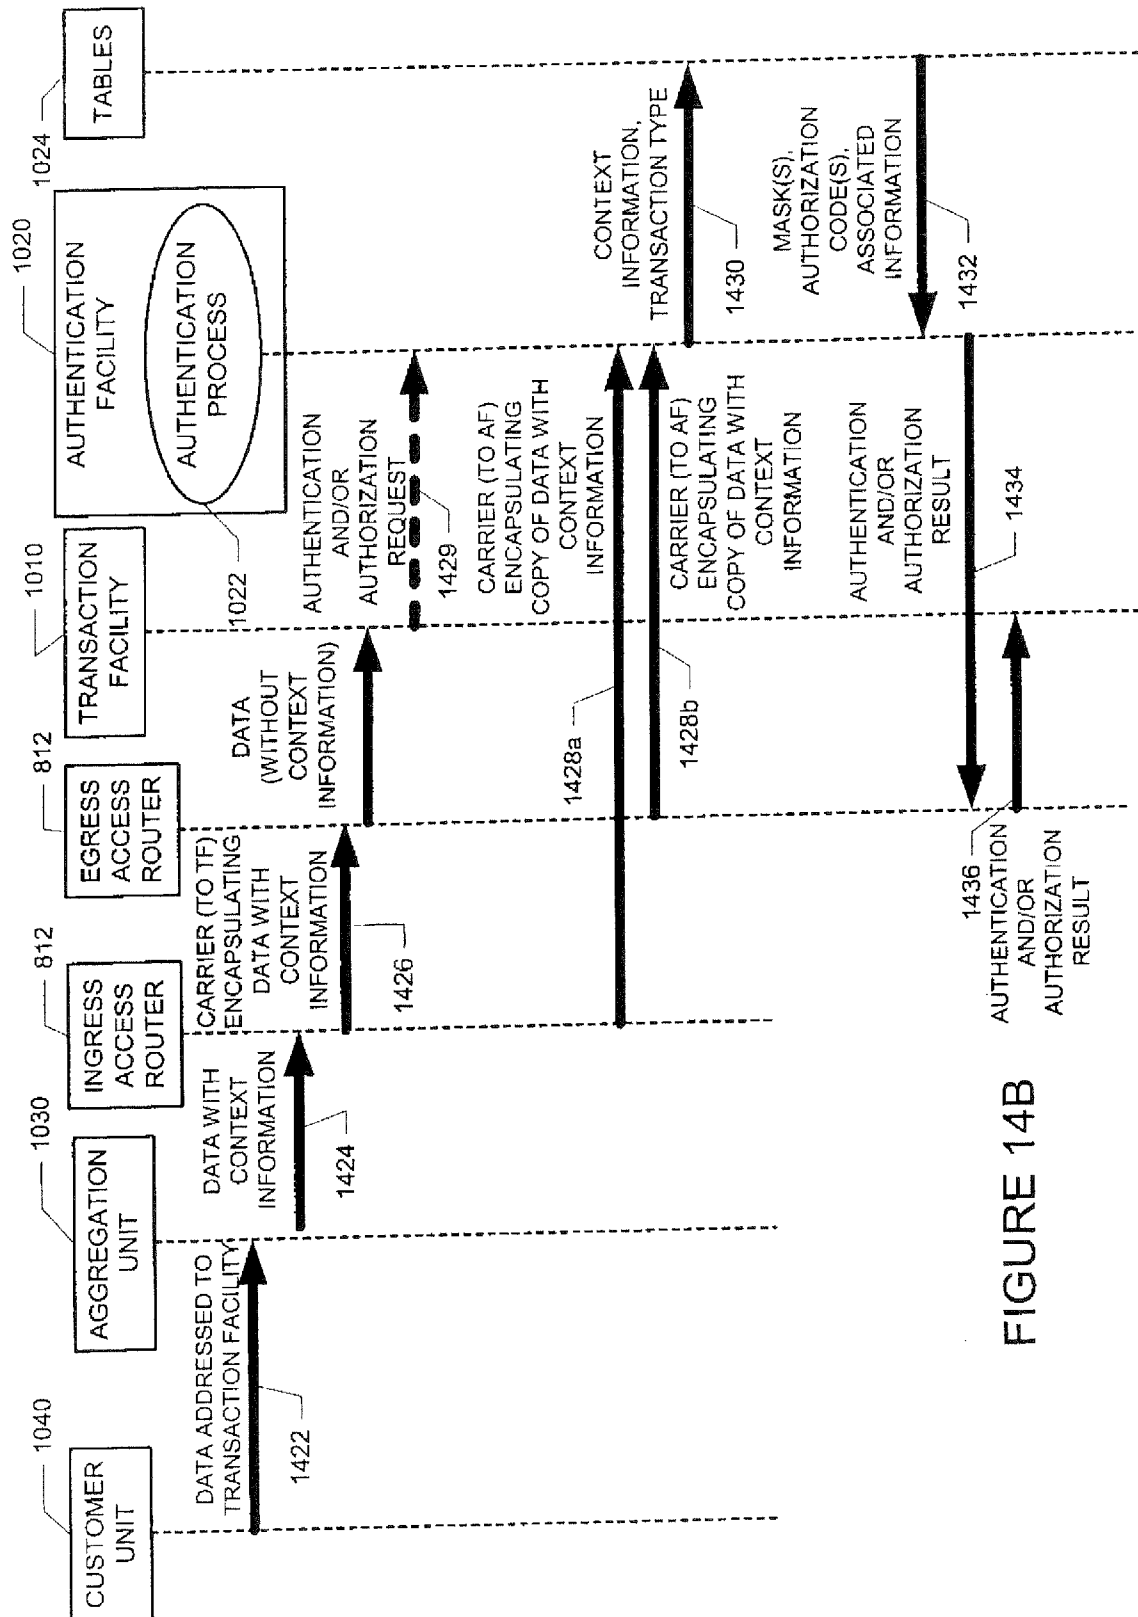 1040
CUSTOMER
UNIT
1030
AGGREGATION
UNIT
812
INGRESS
ACCESS
ROUTER
812
EGRESS
ACCESS
ROUTER
1010
TRANSACTION
FACILITY
1020
AUTHENTICATION
FACILITY
AUTHENTICATION
PROCESS
1022
1024
TABLES
DATA ADDRESSED TO
TRANSACTION FACILITY
1422
DATA WITH
CONTEXT
INFORMATION
1424
CARRIER (TO TF)
ENCAPSULATING
DATA WITH
CONTEXT
INFORMATION
1426
DATA
(WITHOUT
CONTEXT
INFORMATION)
AUTHENTICATION
AND/OR
AUTHORIZATION
REQUEST
1429
CARRIER (TO AF)
ENCAPSULATING
COPY OF DATA WITH
CONTEXT
INFORMATION
1428a
1428b
CARRIER (TO AF)
ENCAPSULATING
COPY OF DATA WITH
CONTEXT
INFORMATION
CONTEXT
INFORMATION,
TRANSACTION TYPE
1430
MASK(S),
AUTHORIZATION
CODE(S),
ASSOCIATED
INFORMATION
1432
AUTHENTICATION
AND/OR
AUTHORIZATION
RESULT
1434
1436
AUTHENTICATION
AND/OR
AUTHORIZATION
RESULT
FIGURE 14B